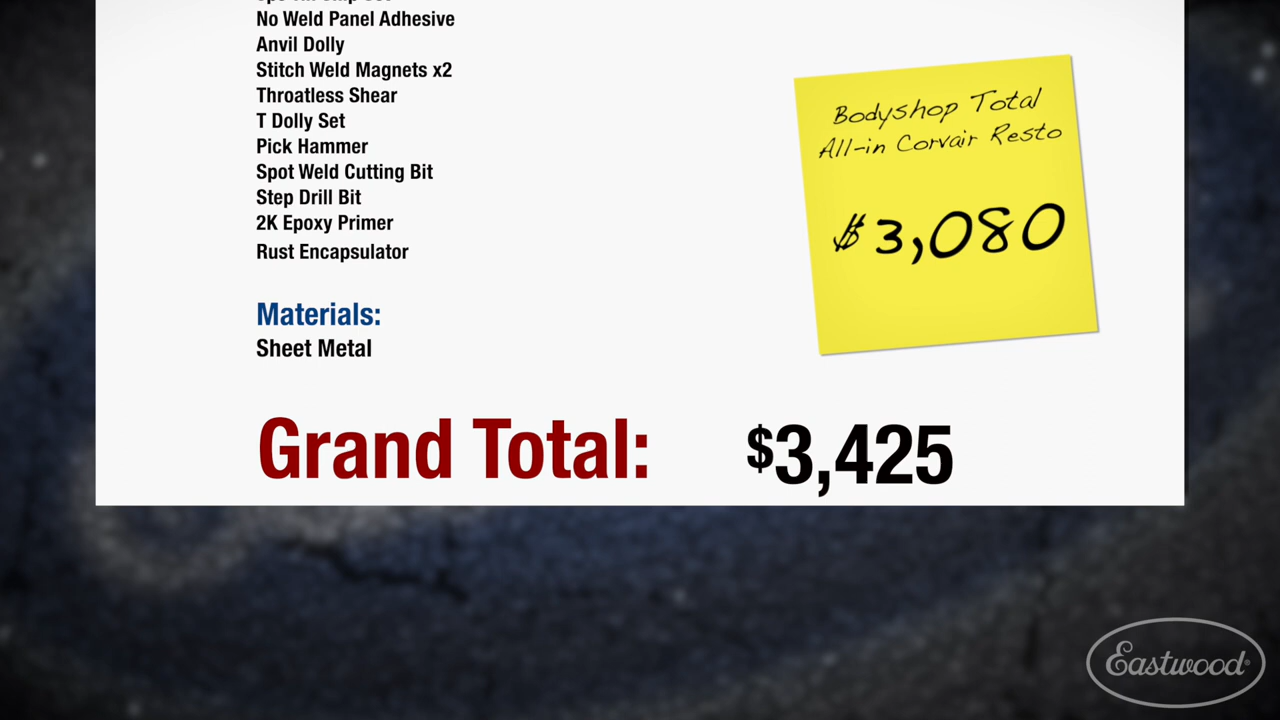 No Weld Panel Adhesive
Anvil Dolly
Stitch Weld Magnets x2
Throatless Shear
T Dolly Set
Pick Hammer
Spot Weld Cutting Bit
Step Drill Bit
2K Epoxy Primer
Rust Encapsulator
Materials:
Sheet Metal
Grand Total: $3,425
Bodyshop Total
All-in Corvair Resto
$3,080
Eastwood®